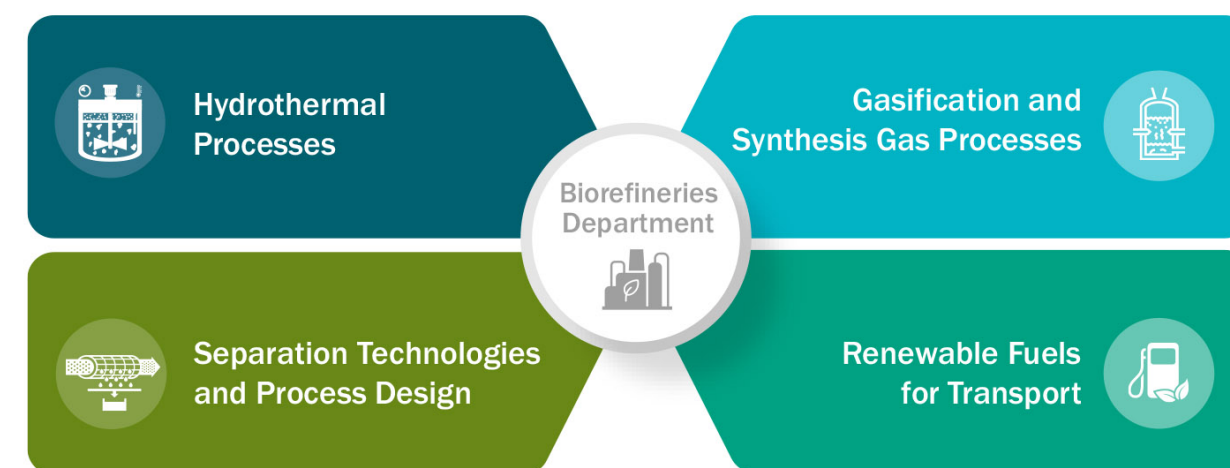 Hydrothermal
Processes
Gasification and
Synthesis Gas Processes
Biorefineries
Department
Separation Technologies
and Process Design
Renewable Fuels
for Transport